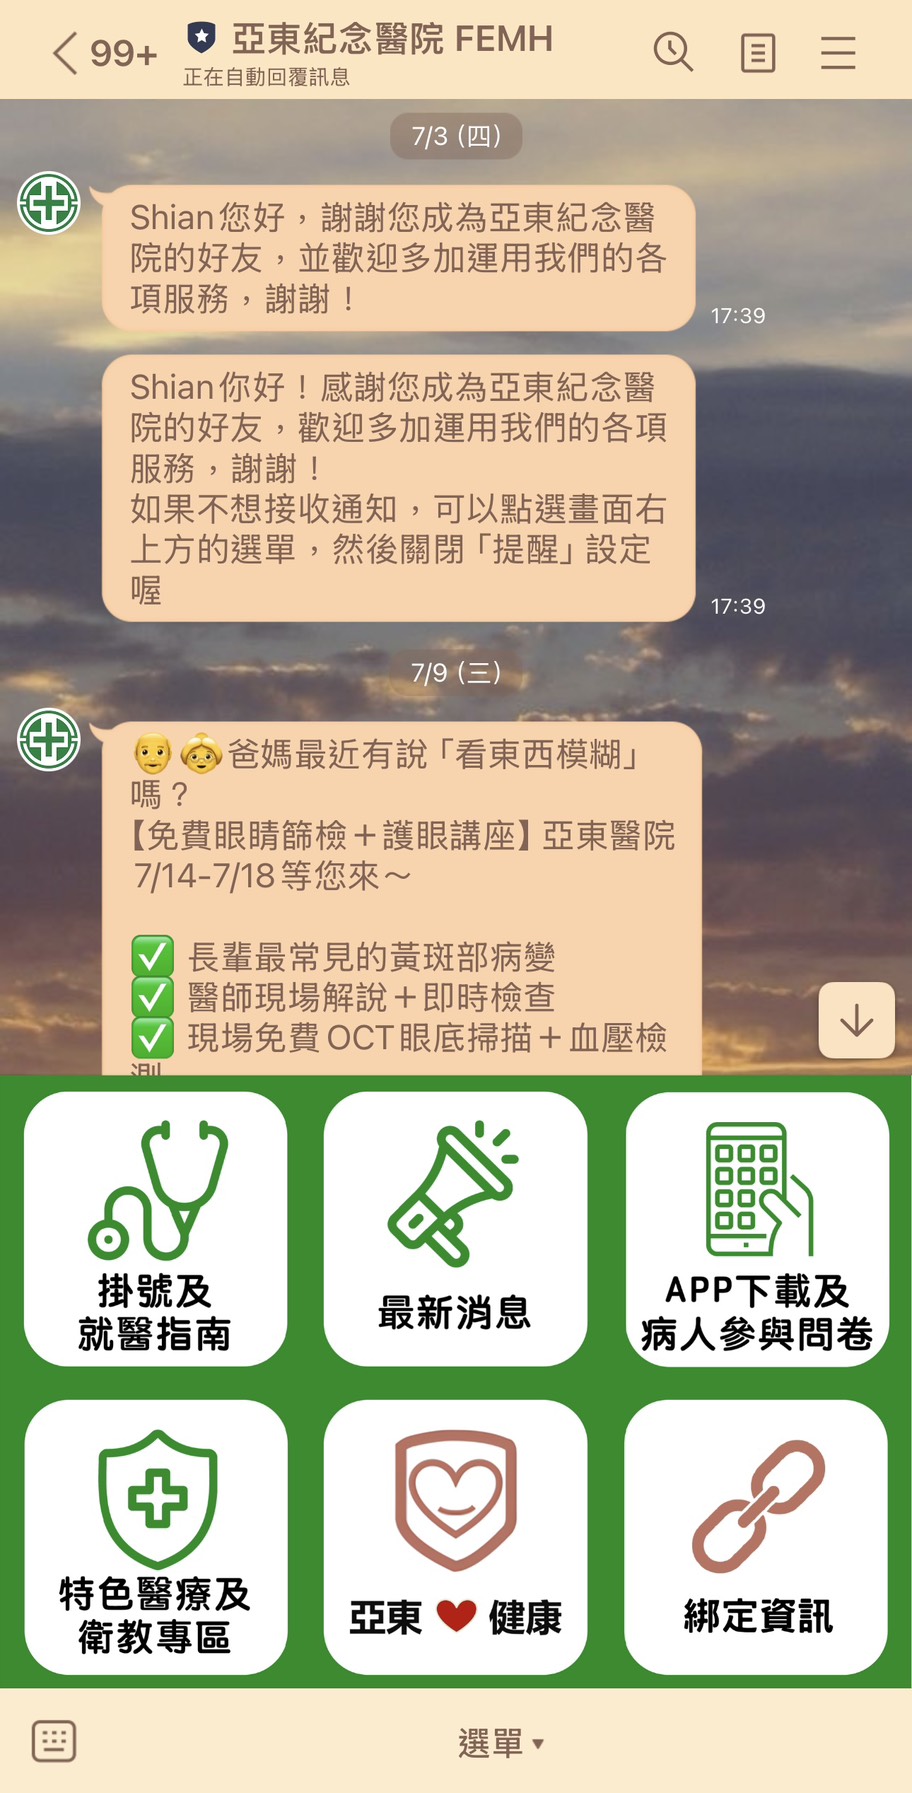 99+
亞東紀念醫院 FEMH
正在自動回覆訊息
7/3（四）
Shian您好，謝謝您成為亞東紀念醫
院的好友，並歡迎多加運用我們的各
項服務，謝謝！
17:39
Shian你好！感謝您成為亞東紀念醫
院的好友，歡迎多加運用我們的各項
服務，謝謝！
如果不想接收通知，可以點選畫面右
上方的選單，然後關閉「提醒」設定
喔
17:39
7/9（三）
👴👵爸媽最近有說「看東西模糊」
嗎？
【免費眼睛篩檢＋護眼講座】亞東醫院
7/14-7/18等您來～
✅ 長輩最常見的黃斑部病變
✅ 醫師現場解說＋即時檢查
✅ 現場免費OCT眼底掃描＋血壓檢
掛號及
就醫指南
最新消息
APP下載及
病人參與問卷
特色醫療及
衛教專區
亞東❤️健康
綁定資訊
選單▾